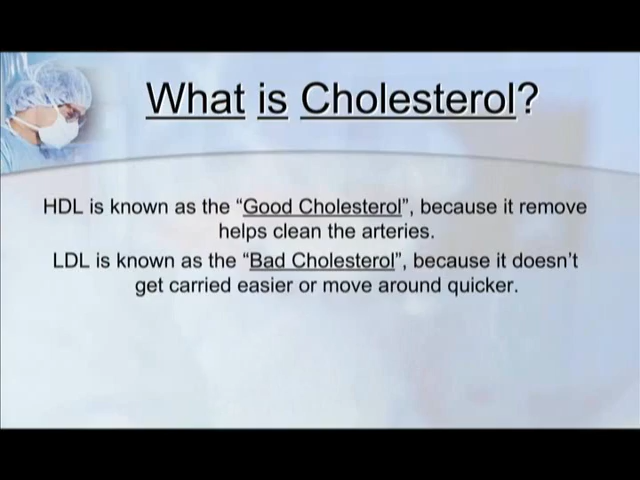 What is Cholesterol?
HDL is known as the “Good Cholesterol”, because it remove
helps clean the arteries.
LDL is known as the “Bad Cholesterol”, because it doesn’t
get carried easier or move around quicker.